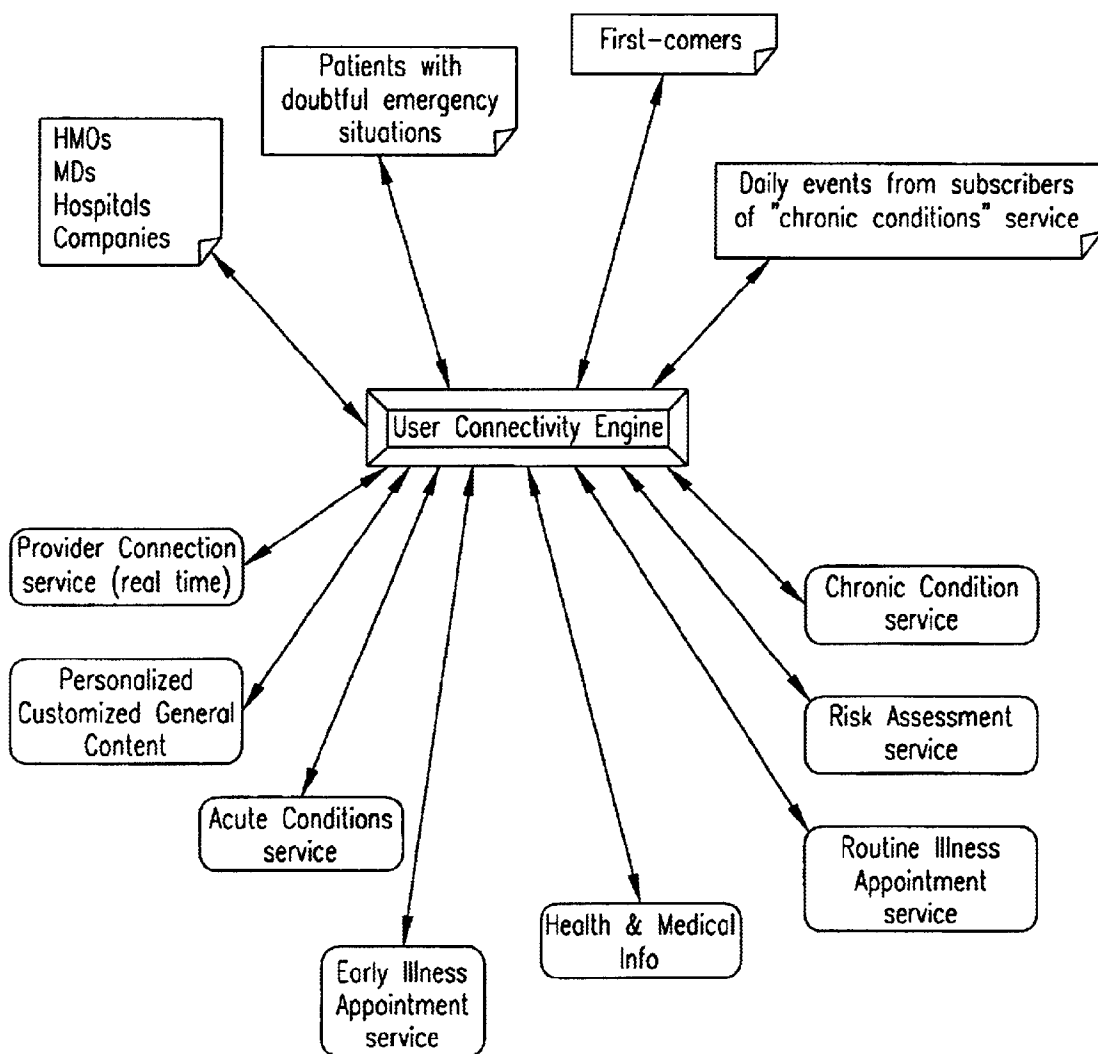 First-comers
Patients with
doubtful emergency
situations
HMOs
MDs
Hospitals
Companies
Daily events from subscribers
of "chronic conditions" service
User Connectivity Engine
Provider Connection
service (real time)
Chronic Condition
service
Personalized
Customized General
Content
Risk Assessment
service
Acute Conditions
service
Routine Illness
Appointment
service
Health & Medical
Info
Early Illness
Appointment
service